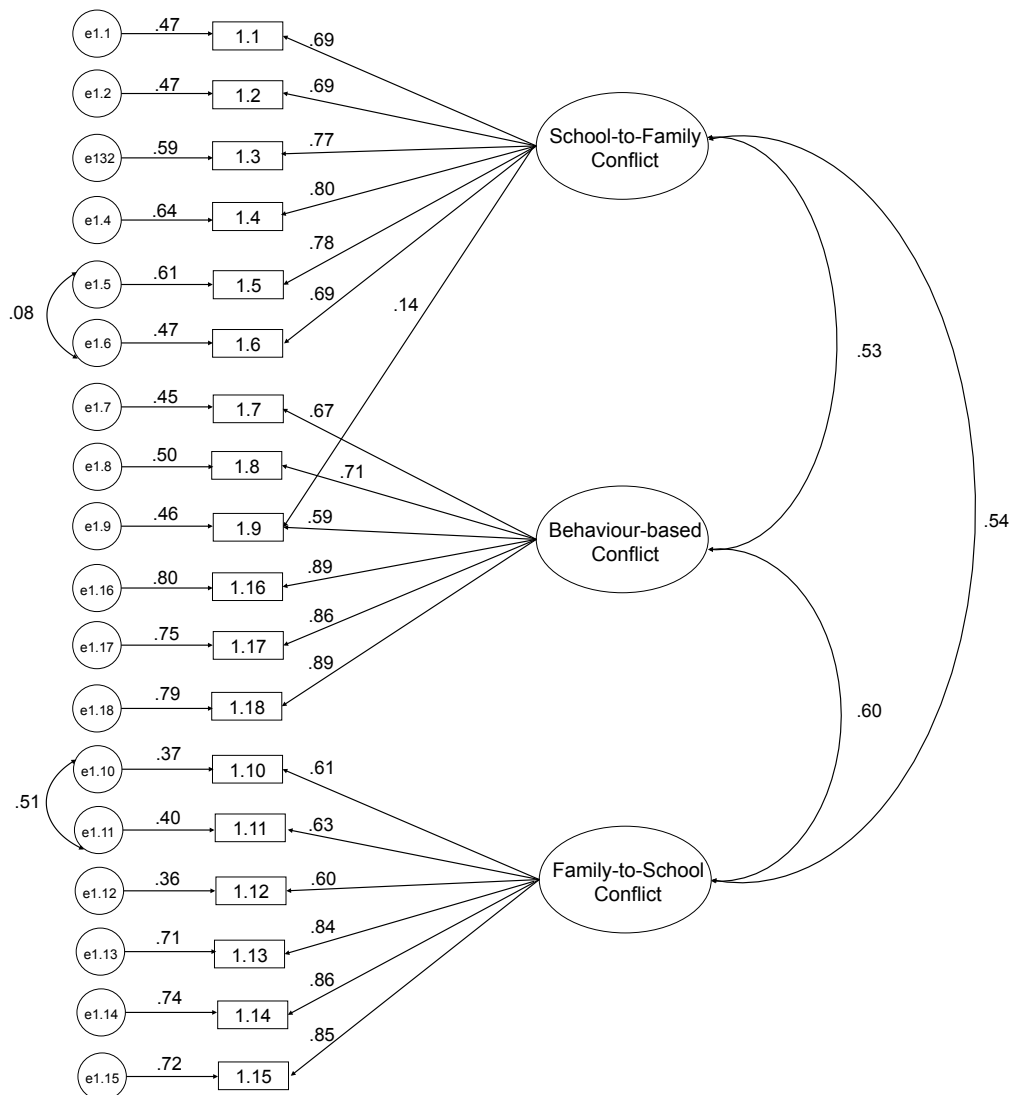 e1.1 .47 1.1 .69
e1.2 .47 1.2 .69
e132 .59 1.3 .77
e1.4 .64 1.4 .80
e1.5 .61 1.5 .78
e1.6 .47 1.6 .69
.08
.14
School-to-Family
Conflict
e1.7 .45 1.7 .67
e1.8 .50 1.8 .71
e1.9 .46 1.9 .59
e1.16 .80 1.16 .89
e1.17 .75 1.17 .86
e1.18 .79 1.18 .89
Behaviour-based
Conflict
.53
.54
.60
e1.10 .37 1.10 .61
e1.11 .40 1.11 .63
.51
e1.12 .36 1.12 .60
e1.13 .71 1.13 .84
e1.14 .74 1.14 .86
e1.15 .72 1.15 .85
Family-to-School
Conflict